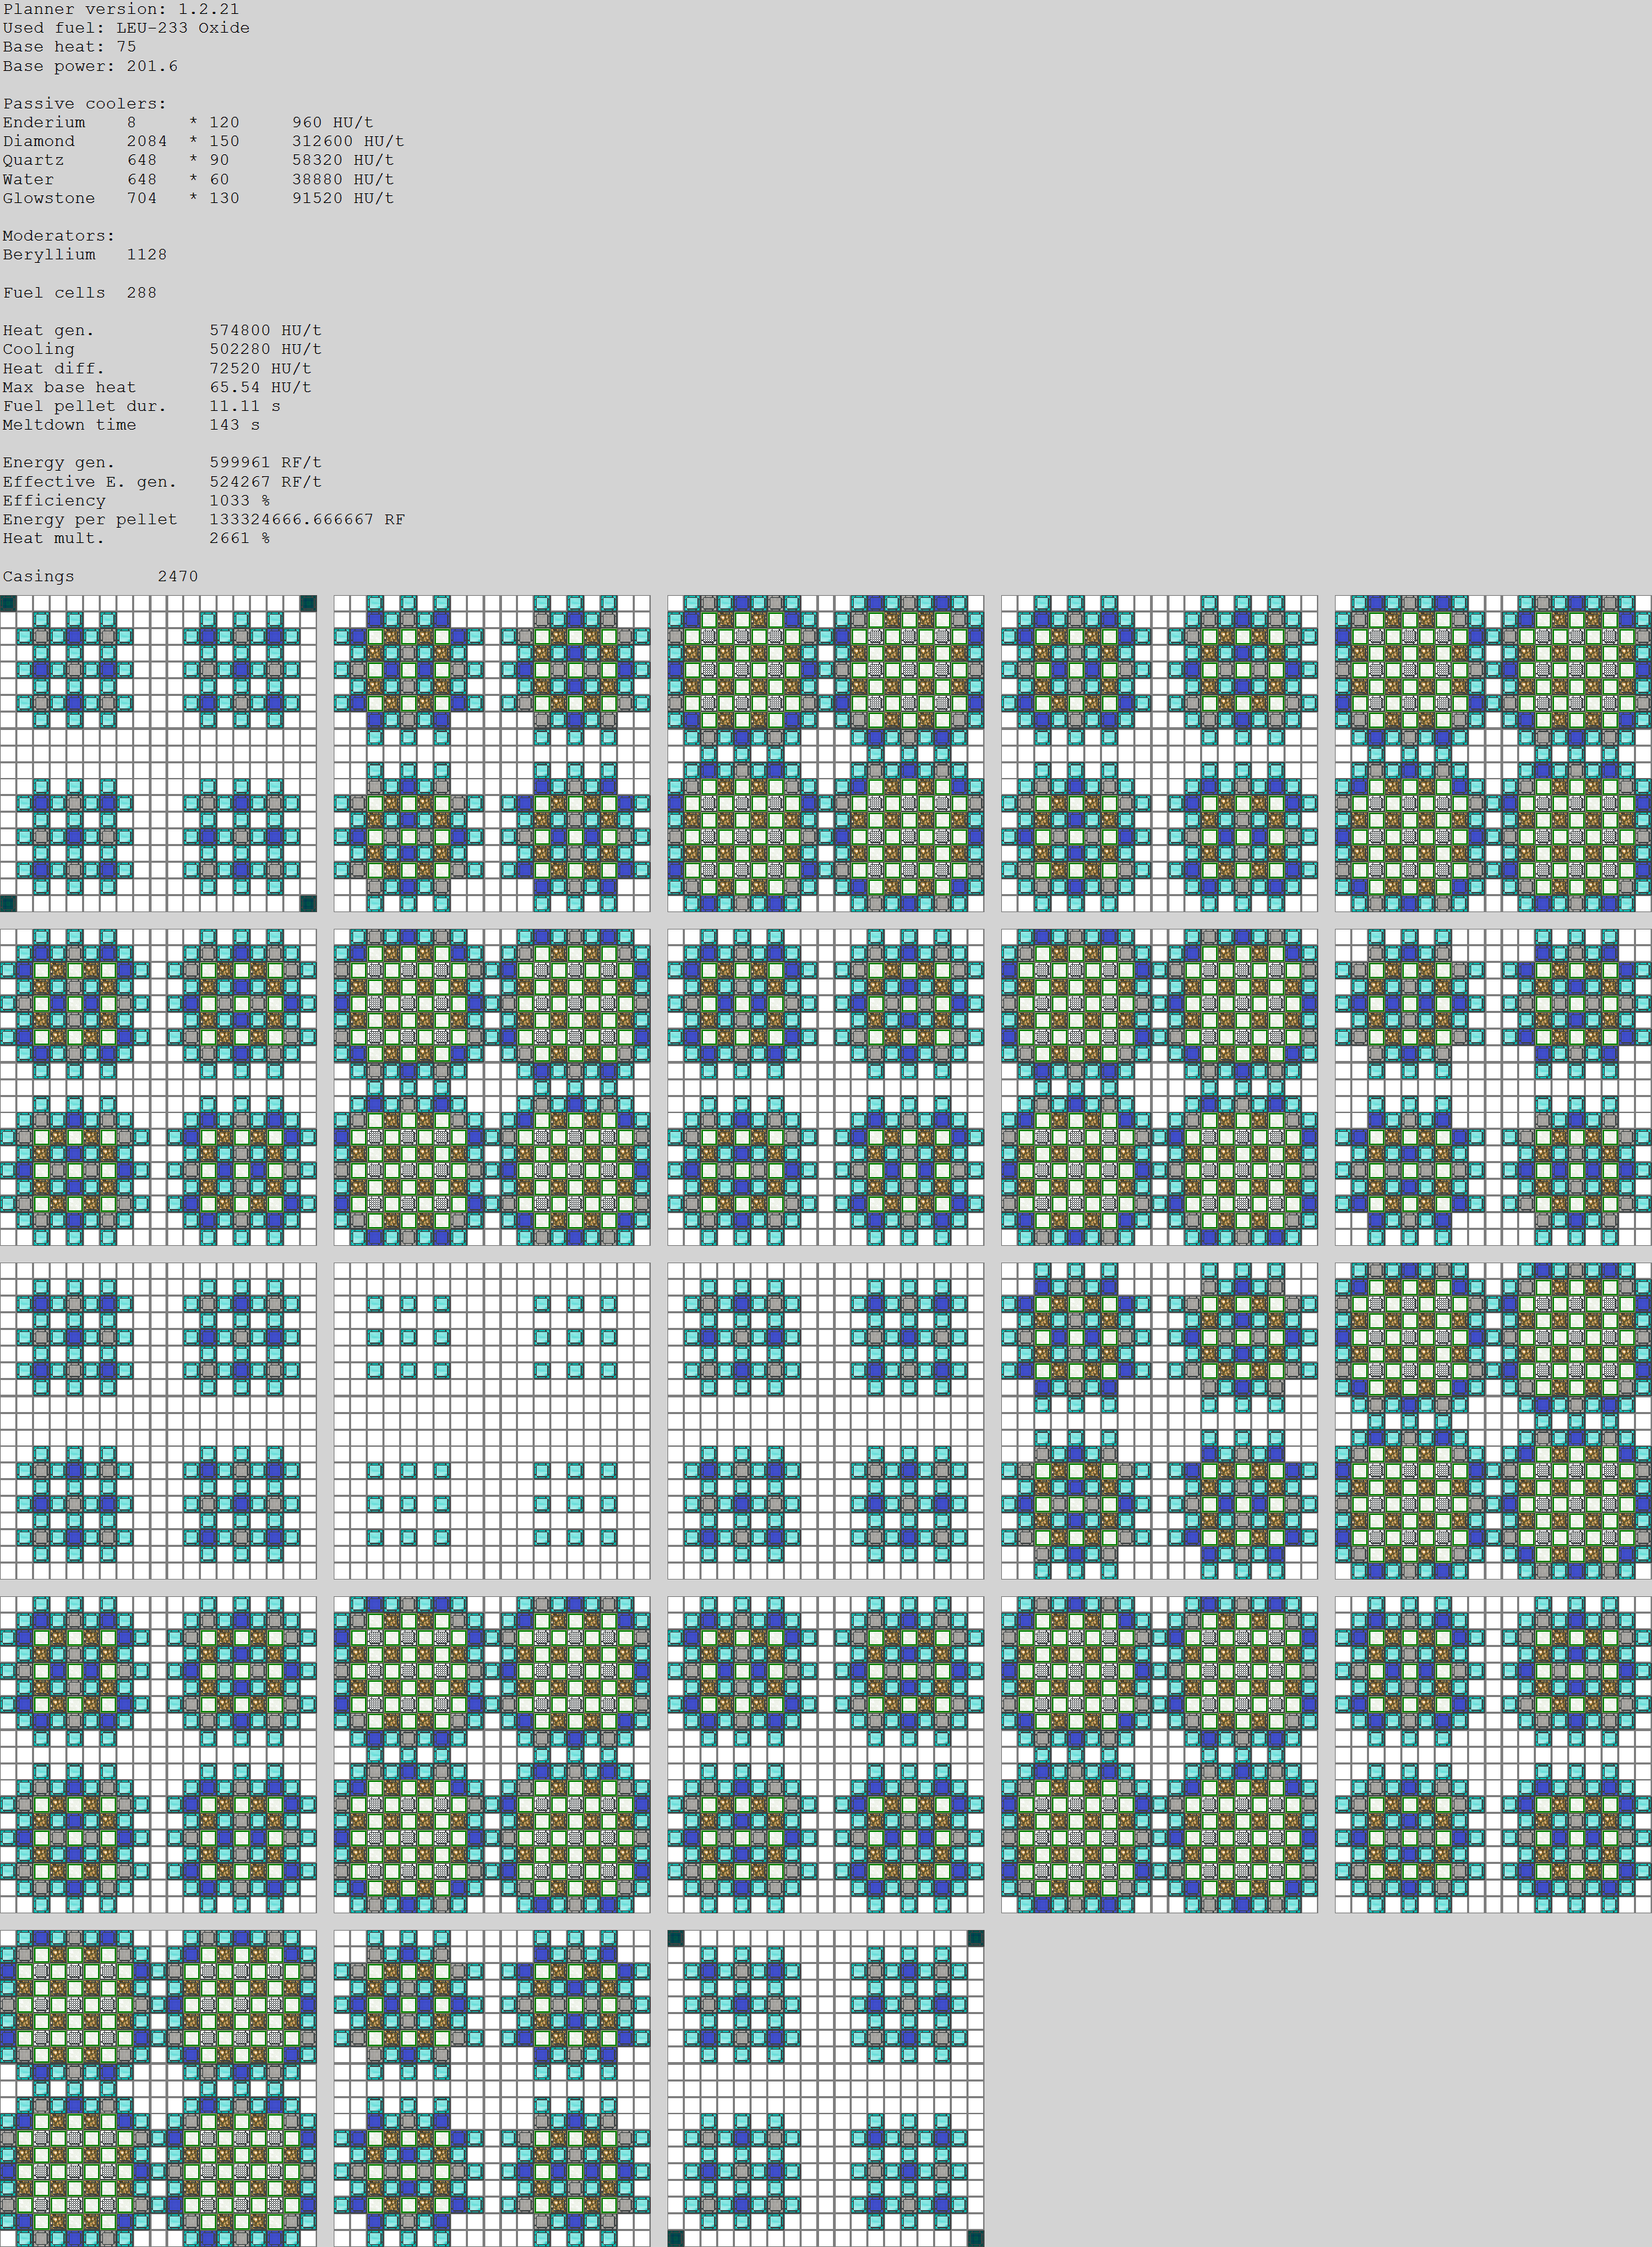 Planner version: 1.2.21
Used fuel: LEU-233 Oxide
Base heat: 75
Base power: 201.6
Passive coolers:
Enderium 8 * 120 960 HU/t
Diamond 2084 * 150 312600 HU/t
Quartz 648 * 90 58320 HU/t
Water 648 * 60 38880 HU/t
Glowstone 704 * 130 91520 HU/t
Moderators:
Beryllium 1128
Fuel cells 288
Heat gen. 574800 HU/t
Cooling 502280 HU/t
Heat diff. 72520 HU/t
Max base heat 65.54 HU/t
Fuel pellet dur. 11.11 s
Meltdown time 143 s
Energy gen. 599961 RF/t
Effective E. gen. 524267 RF/t
Efficiency 1033 %
Energy per pellet 133324666.666667 RF
Heat mult. 2661 %
Casings 2470